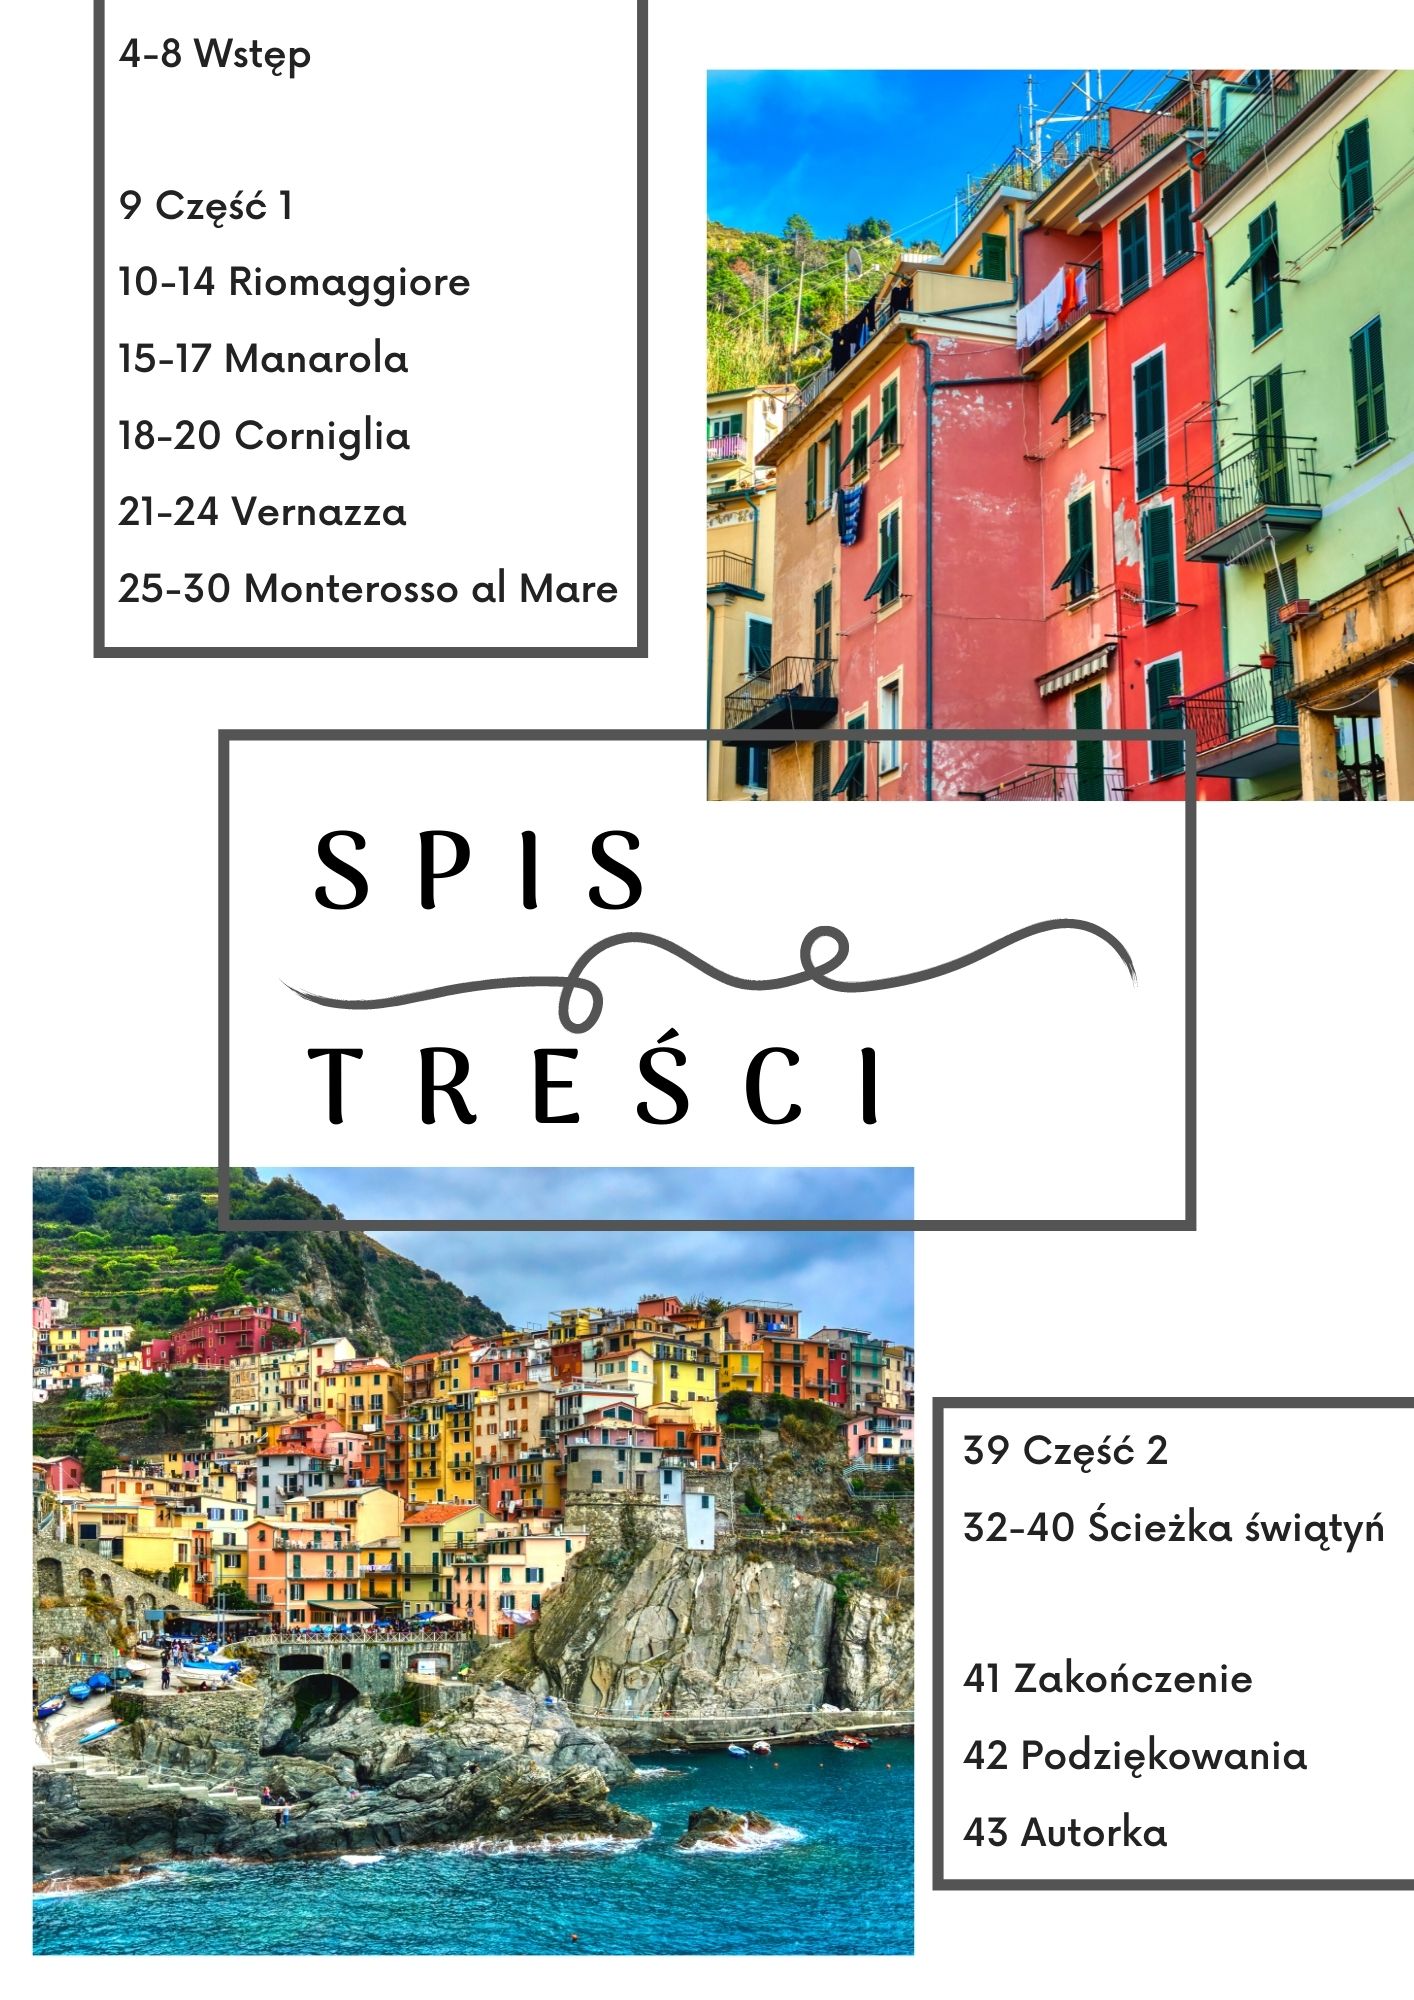 4-8 Wstęp
9 Część 1
10-14 Riomaggiore
15-17 Manarola
18-20 Corniglia
21-24 Vernazza
25-30 Monterosso al Mare
SPIS
TREŚCI
39 Część 2
32-40 Ścieżka świątyń
41 Zakończenie
42 Podziękowania
43 Autorka